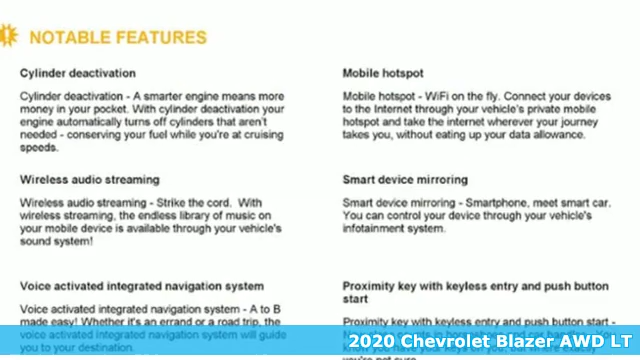 NOTABLE FEATURES
Cylinder deactivation
Cylinder deactivation - A smarter engine means more
money in your pocket. With cylinder deactivation your
engine automatically turns off cylinders that aren't
needed - conserving your fuel while you're at cruising
speeds.
Wireless audio streaming
Wireless audio streaming - Strike the cord. With
wireless streaming, the endless library of music on
your mobile device is available through your vehicle's
sound system!
Voice activated integrated navigation system
Voice activated integrated navigation system - A to B
made easy! Whether it's an errand or a road trip, the
voice activated integrated navigation system will guide
you to your destination.
Mobile hotspot
Mobile hotspot - WiFi on the fly. Connect your devices
to the Internet through your vehicle's private mobile
hotspot and take the internet wherever your journey
takes you, without eating up your data allowance.
Smart device mirroring
Smart device mirroring - Smartphone, meet smart car.
You can control your device through your vehicle's
infotainment system.
Proximity key with keyless entry and push button
start
Proximity key with keyless entry and push button start -
2020 Chevrolet Blazer AWD LT